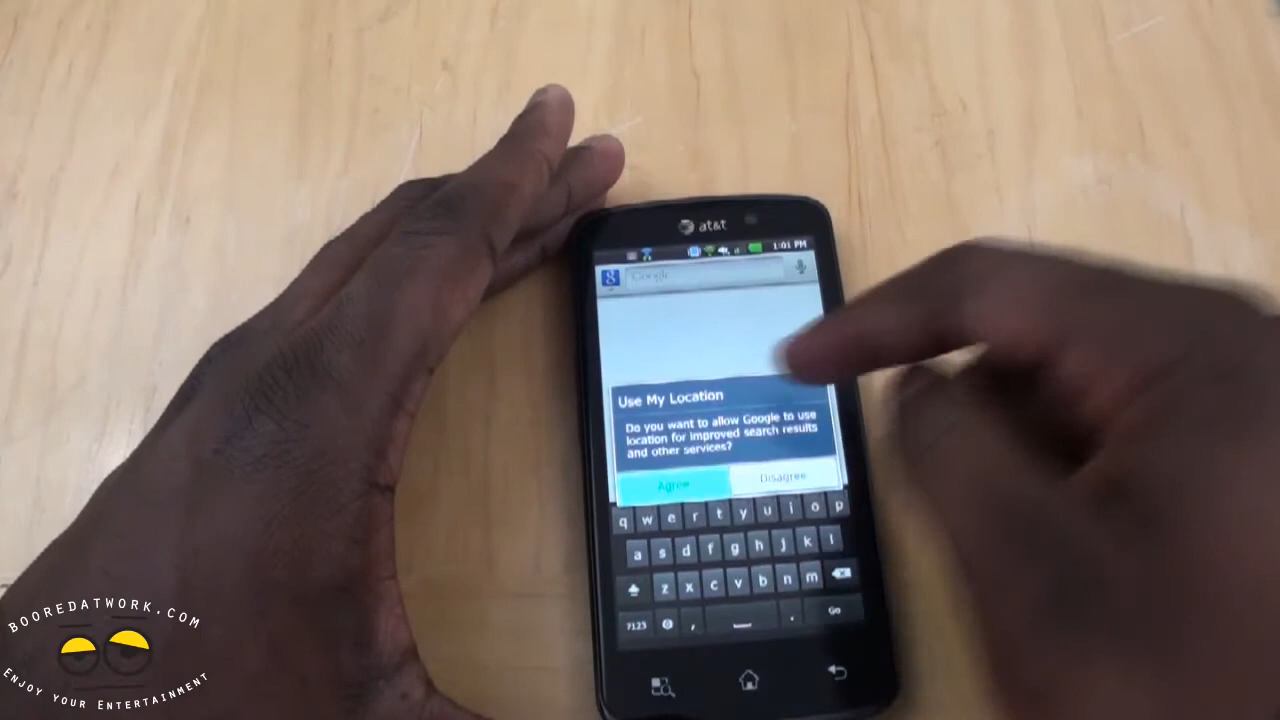 at&t
1:01 PM
8 Google
Use My Location
Do you want to allow Google to use
location for improved search results
and other services?
Agree Disagree
q w e r t y u i o p
a s d f g h j k l
z x c v b n m
?123 , . Go
BOOREDATWORK.COM
ENJOY YOUR ENTERTAINMENT